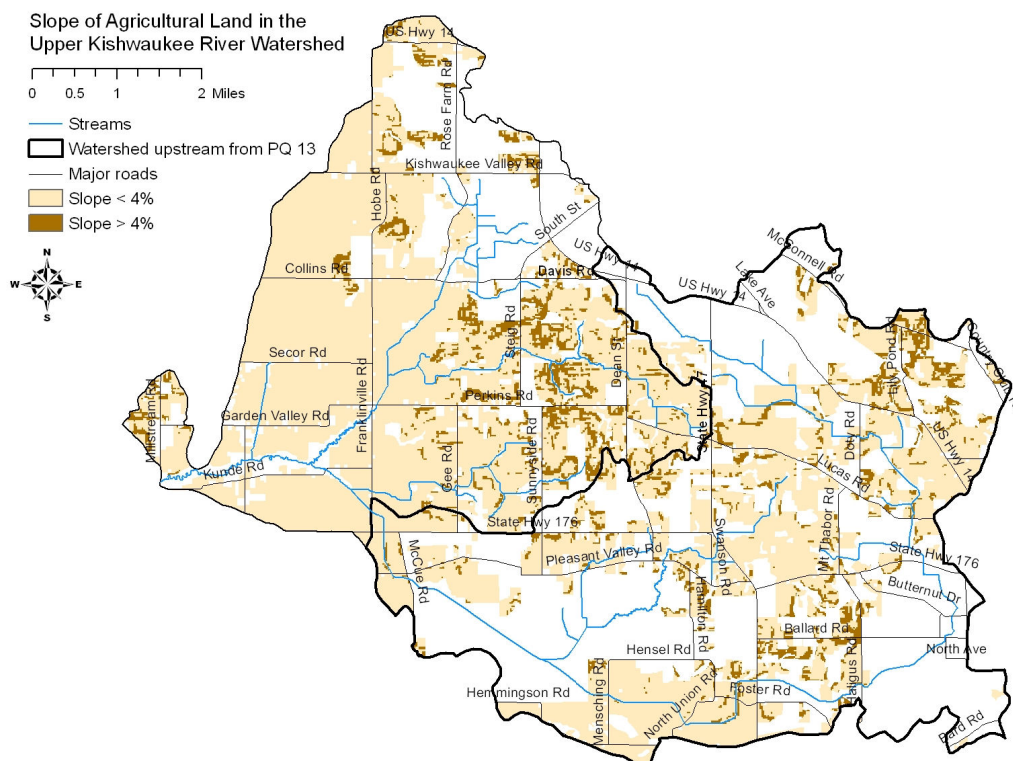 Slope of Agricultural Land in the
Upper Kishwaukee River Watershed
0 0.5 1 2 Miles
Streams
Watershed upstream from PQ 13
Major roads
Slope < 4%
Slope > 4%
N
W E
S
US Hwy 14
Rose Farm Rd
Kishwaukee Valley Rd
Hobe Rd
South St
US Hwy 14
McConnell Rd
Collins Rd
Davis Rd
Lake Ave
US Hwy 14
Steig Rd
Dean St
Secor Rd
Franklinville Rd
Perkins Rd
Garden Valley Rd
Millstream Rd
Kunde Rd
Gee Rd
Sunnyside Rd
State Hwy 47
Doty Rd
Lucas Rd
US Hwy 14
State Hwy 176
Pleasant Valley Rd
McCue Rd
Swanson Rd
Mt Thabor Rd
State Hwy 176
Butternut Dr
Hamilton Rd
Ballard Rd
North Ave
Hensel Rd
Haligus Rd
Hemmingson Rd
Mensching Rd
North Union Rd
Foster Rd
Bard Rd